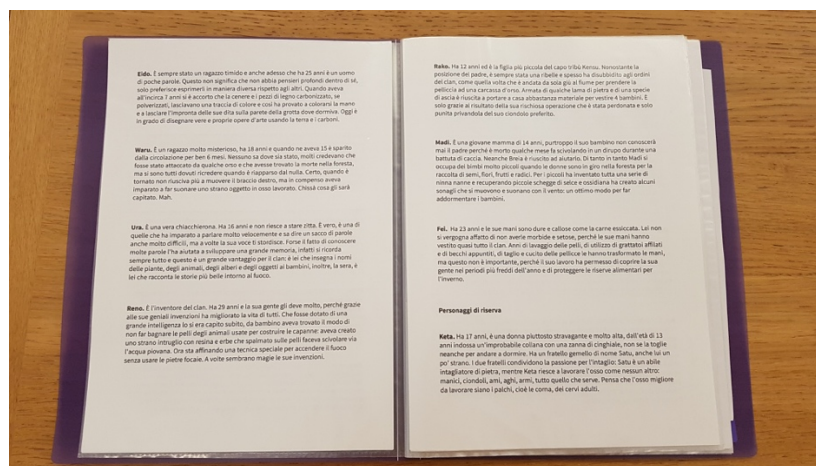 Eido. È sempre stato un ragazzo timido e anche adesso che ha 25 anni è un uomo
di poche parole. Questo non significa che non abbia pensieri profondi dentro di sé,
solo preferisce esprimerli in maniera diversa rispetto agli altri. Quando aveva
all'incirca 7 anni si è accorto che la cenere e i pezzi di legno carbonizzato, se
polverizzati, lasciavano una traccia di colore e così ha provato a colorarsi la mano
e a lasciare l'impronta delle sue dita sulla parete della grotta dove dormiva. Oggi è
in grado di disegnare vere e proprie opere d'arte usando la terra e i carboni.
Waru. È un ragazzo molto misterioso, ha 18 anni e quando ne aveva 15 è sparito
dalla circolazione per ben 6 mesi. Nessuno sa dove sia stato, molti credevano che
fosse stato attaccato da qualche orso e che avesse trovato la morte nella foresta,
ma si sono tutti dovuti ricredere quando è riapparso dal nulla. Certo, quando è
tornato non riusciva più a muovere il braccio destro, ma in compenso aveva
imparato a far suonare uno strano oggetto in osso lavorato. Chissà cosa gli sarà
capitato. Mah.
Ura. È una vera chiacchierona. Ha 16 anni e non riesce a stare zitta. È vero, è una di
quelle che ha imparato a parlare molto velocemente e sa dire un sacco di parole
anche molto difficili, ma a volte la sua voce ti stordisce. Forse il fatto di conoscere
molte parole l'ha aiutata a sviluppare una grande memoria, infatti si ricorda
sempre tutto e questo è un grande vantaggio per il clan: è lei che insegna i nomi
delle piante, degli animali, degli alberi e degli oggetti ai bambini, inoltre, la sera, è
lei che racconta le storie più belle intorno al fuoco.
Reno. È l'inventore del clan. Ha 29 anni e la sua gente gli deve molto, perché grazie
alle sue geniali invenzioni ha migliorato la vita di tutti. Che fosse dotato di una
grande intelligenza lo si era capito subito, da bambino aveva trovato il modo di
non far bagnare le pelli degli animali usate per costruire le capanne: aveva creato
uno strano intruglio con resina e erbe che spalmato sulle pelli faceva scivolare via
l'acqua piovana. Ora sta affinando una tecnica speciale per accendere il fuoco
senza usare le pietre focaie. A volte sembrano magie le sue invenzioni.
Reko. Ha 12 anni ed è la figlia più piccola del capo tribù Kensu. Nonostante la
posizione del padre, è sempre stata una ribelle e spesso ha disubbidito agli ordini
del clan, come quella volta che è andata da sola giù al fiume per prendere la
pelliccia ad una carcassa d'orso. Armata di qualche lama di pietra e di una specie
di ascia è riuscita a portare a casa abbastanza materiale per vestire 4 bambini. È
solo grazie al risultato della sua rischiosa operazione che è stata perdonata e solo
punita privandola del suo ciondolo preferito.
Madi. È una giovane mamma di 14 anni, purtroppo il suo bambino non conoscerà
mai il padre perché è morto qualche mese fa scivolando in un dirupo durante una
battuta di caccia. Neanche Breia è riuscito ad aiutarlo. Di tanto in tanto Madi si
occupa dei bimbi molto piccoli quando le donne sono in giro nella foresta per la
raccolta di semi, fiori, frutti e radici. Per i piccoli ha inventato tutta una serie di
ninna nanne e recuperando piccole schegge di selce e ossidiana ha creato alcuni
sonagli che si muovono e suonano con il vento: un ottimo modo per far
addormentare i bambini.
Fei. Ha 23 anni e le sue mani sono dure e callose come la carne essiccata. Lei non
si vergogna affatto di non averle morbide e setose, perché le sue mani hanno
vestito quasi tutto il clan. Anni di lavaggio delle pelli, di utilizzo di grattatoi affilati
e di becchi appuntiti, di taglio e cucito delle pellicce le hanno trasformato le mani,
ma questo non è importante, perché il suo lavoro ha permesso di coprire la sua
gente nei periodi più freddi dell'anno e di proteggere le riserve alimentari per
l'inverno.
Personaggi di riserva
Keta. Ha 17 anni, è una donna piuttosto stravagante e molto alta, dall'età di 13
anni indossa un'improbabile collana con una zanna di cinghiale, non se la toglie
neanche per andare a dormire. Ha un fratello gemello di nome Satu, anche lui un
po' strano. I due fratelli condividono la passione per l'intaglio: Satu è un abile
intagliatore di pietra, mentre Keta riesce a lavorare l'osso come nessun altro:
manici, ciondoli, ami, aghi, armi, tutto quello che serve. Pensa che l'osso migliore
da lavorare siano i palchi, cioè le corna, dei cervi adulti.